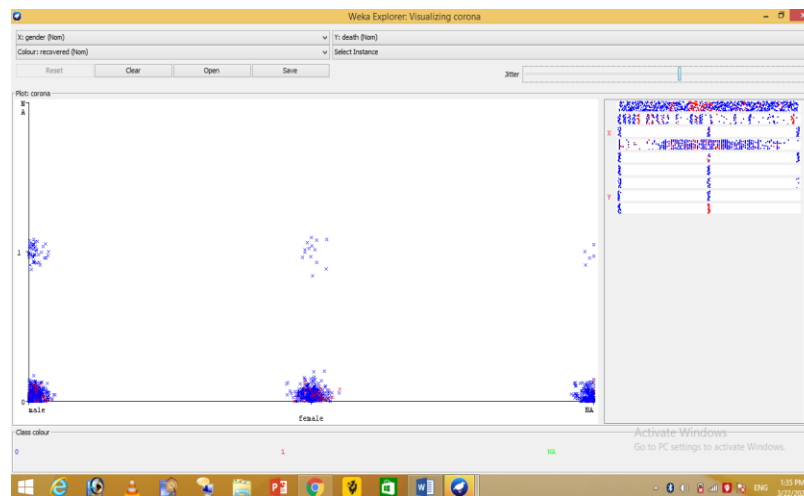 Weka Explorer: Visualizing corona
X: gender (Nom)
Y: death (Nom)
Colour: recovered (Nom)
Select Instance
Reset
Clear
Open
Save
Jitter
Plot: corona
N
A
1
0
male
female
NA
X
Y
Class colour
0
1
NA
Activate Windows
Go to PC settings to activate Windows.
ENG
1:35 PM